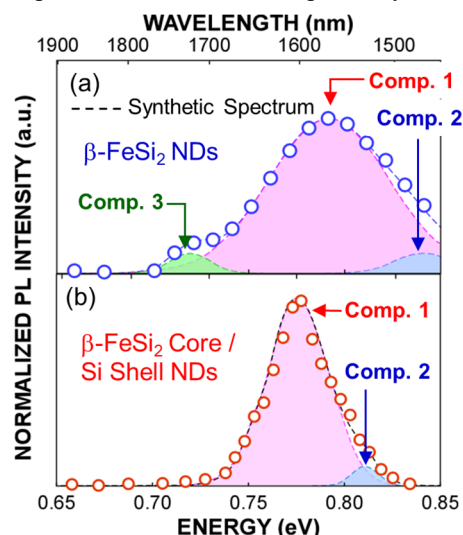 WAVELENGTH (nm)
1900 1800 1700 1600 1500
(a)
Comp. 1
Synthetic Spectrum
Comp. 2
β-FeSi₂ NDs
Comp. 3
NORMALIZED PL INTENSITY (a.u.)
(b)
Comp. 1
β-FeSi₂ Core /
Si Shell NDs
Comp. 2
0.65 0.70 0.75 0.80 0.85
ENERGY (eV)